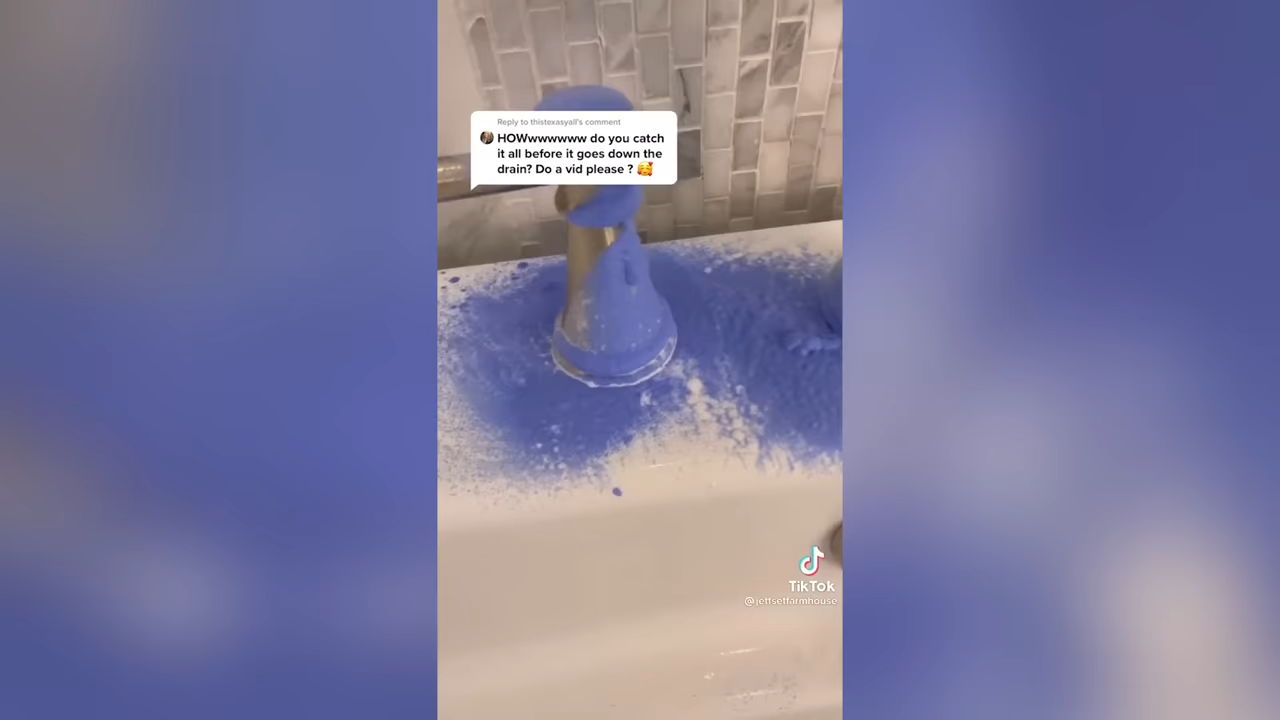 Reply to thistexasyall's comment
HOWwwwwww do you catch
it all before it goes down the
drain? Do a vid please ? 🥰
TikTok
@jettsetfarmhouse